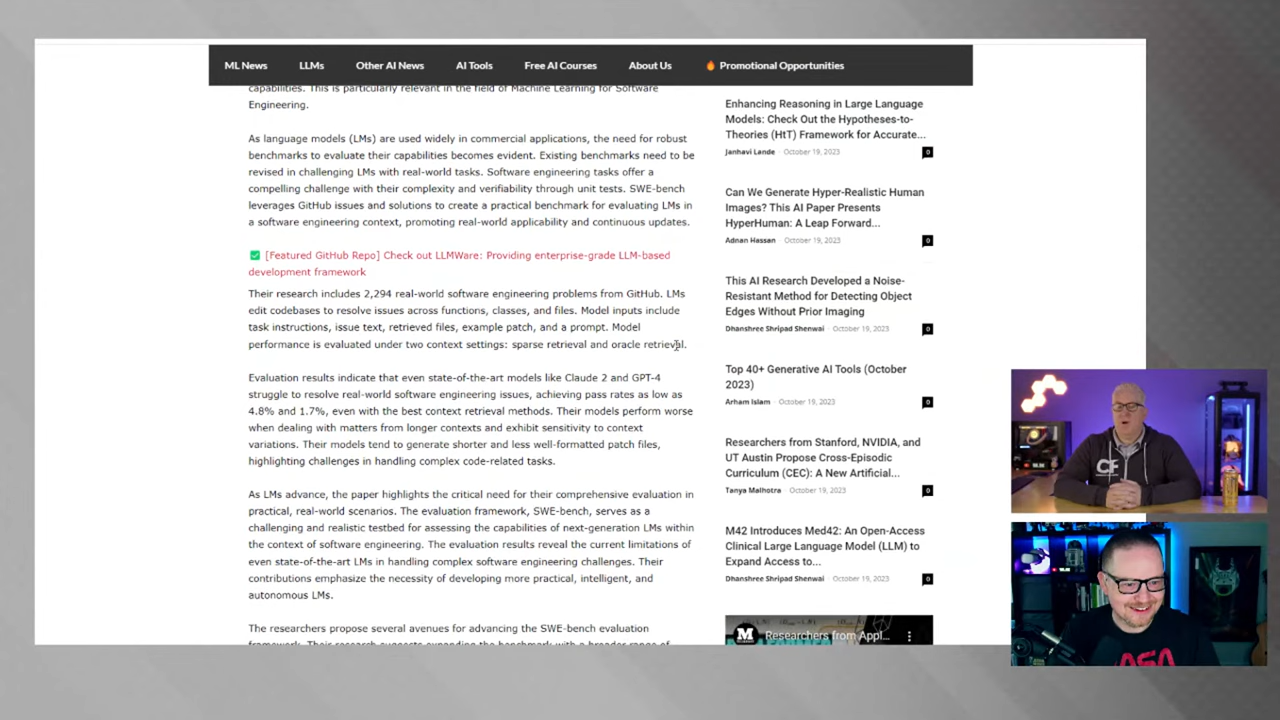 ML News
LLMs
Other AI News
AI Tools
Free AI Courses
About Us
Promotional Opportunities
capabilities. This is particularly relevant in the field of Machine Learning for Software
Engineering.
As language models (LMs) are used widely in commercial applications, the need for robust
benchmarks to evaluate their capabilities becomes evident. Existing benchmarks need to be
revised in challenging LMs with real-world tasks. Software engineering tasks offer a
compelling challenge with their complexity and verifiability through unit tests. SWE-bench
leverages GitHub issues and solutions to create a practical benchmark for evaluating LMs in
a software engineering context, promoting real-world applicability and continuous updates.
✅ [Featured GitHub Repo] Check out LLMWare: Providing enterprise-grade LLM-based
development framework
Their research includes 2,294 real-world software engineering problems from GitHub. LMs
edit codebases to resolve issues across functions, classes, and files. Model inputs include
task instructions, issue text, retrieved files, example patch, and a prompt. Model
performance is evaluated under two context settings: sparse retrieval and oracle retrieval.
Evaluation results indicate that even state-of-the-art models like Claude 2 and GPT-4
struggle to resolve real-world software engineering issues, achieving pass rates as low as
4.8% and 1.7%, even with the best context retrieval methods. Their models perform worse
when dealing with matters from longer contexts and exhibit sensitivity to context
variations. Their models tend to generate shorter and less well-formatted patch files,
highlighting challenges in handling complex code-related tasks.
As LMs advance, the paper highlights the critical need for their comprehensive evaluation in
practical, real-world scenarios. The evaluation framework, SWE-bench, serves as a
challenging and realistic testbed for assessing the capabilities of next-generation LMs within
the context of software engineering. The evaluation results reveal the current limitations of
even state-of-the-art LMs in handling complex software engineering challenges. Their
contributions emphasize the necessity of developing more practical, intelligent, and
autonomous LMs.
The researchers propose several avenues for advancing the SWE-bench evaluation
framework. Their research suggests expanding the benchmark with a broader range of
Enhancing Reasoning in Large Language
Models: Check Out the Hypotheses-to-
Theories (HtT) Framework for Accurate...
Janhavi Lande - October 19, 2023 0
Can We Generate Hyper-Realistic Human
Images? This AI Paper Presents
HyperHuman: A Leap Forward...
Adnan Hassan - October 19, 2023 0
This AI Research Developed a Noise-
Resistant Method for Detecting Object
Edges Without Prior Imaging
Dhanshree Shripad Shenwai - October 19, 2023 0
Top 40+ Generative AI Tools (October
2023)
Arham Islam - October 19, 2023 0
Researchers from Stanford, NVIDIA, and
UT Austin Propose Cross-Episodic
Curriculum (CEC): A New Artificial...
Tanya Malhotra - October 19, 2023 0
M42 Introduces Med42: An Open-Access
Clinical Large Language Model (LLM) to
Expand Access to...
Dhanshree Shripad Shenwai - October 19, 2023 0
M Researchers from Appl...
CF